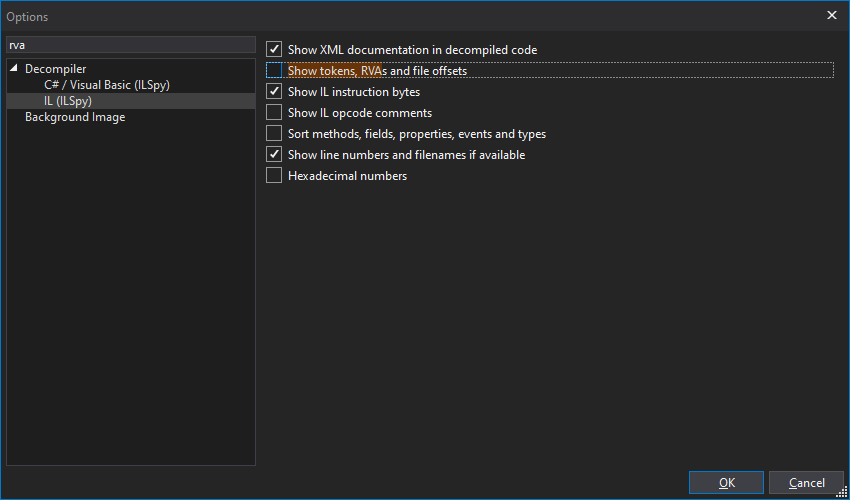 Options
rva
Decompiler
C# / Visual Basic (ILSpy)
IL (ILSpy)
Background Image
Show XML documentation in decompiled code
Show tokens, RVAs and file offsets
Show IL instruction bytes
Show IL opcode comments
Sort methods, fields, properties, events and types
Show line numbers and filenames if available
Hexadecimal numbers
OK
Cancel